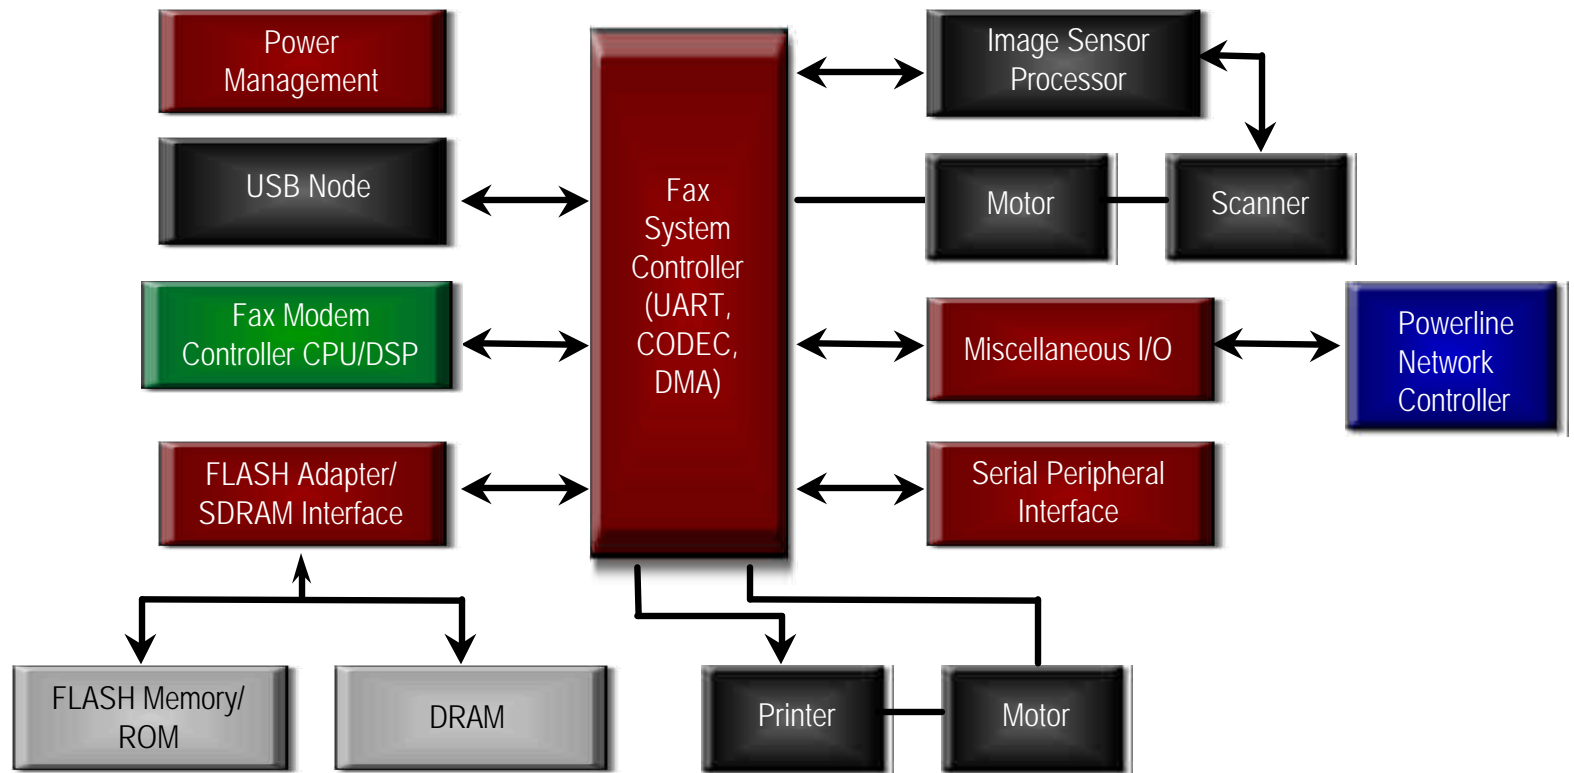 Power
Management
USB Node
Fax Modem
Controller CPU/DSP
FLASH Adapter/
SDRAM Interface
FLASH Memory/
ROM
DRAM
Fax
System
Controller
(UART,
CODEC,
DMA)
Image Sensor
Processor
Motor
Scanner
Miscellaneous I/O
Powerline
Network
Controller
Serial Peripheral
Interface
Printer
Motor